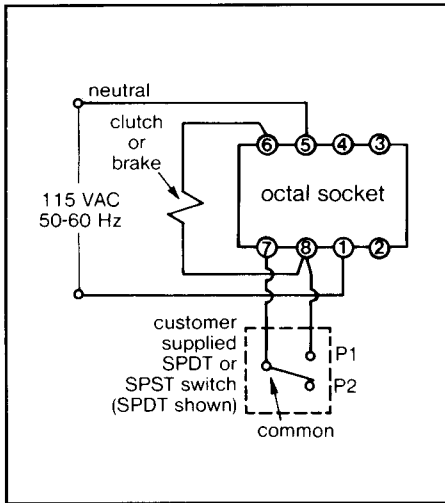 neutral
clutch
or
brake
115 VAC
50-60 Hz
6 5 4 3
octal socket
7 8 1 2
customer
supplied
SPDT or
SPST switch
(SPDT shown)
P1
P2
common